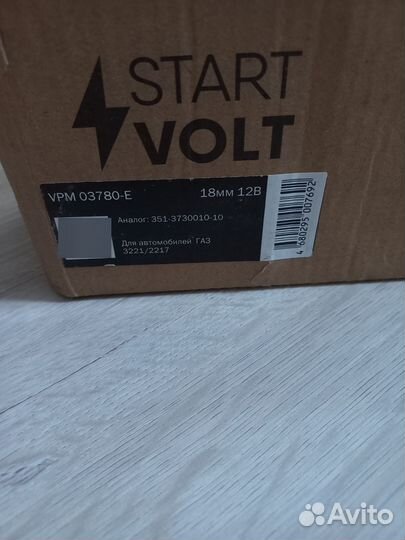 START
VOLT
VPM 03780-E 18мм 12В
Аналог: 351-3730010-10
Для автомобилей ГАЗ
3221/2217
4 680295 007692
Avito